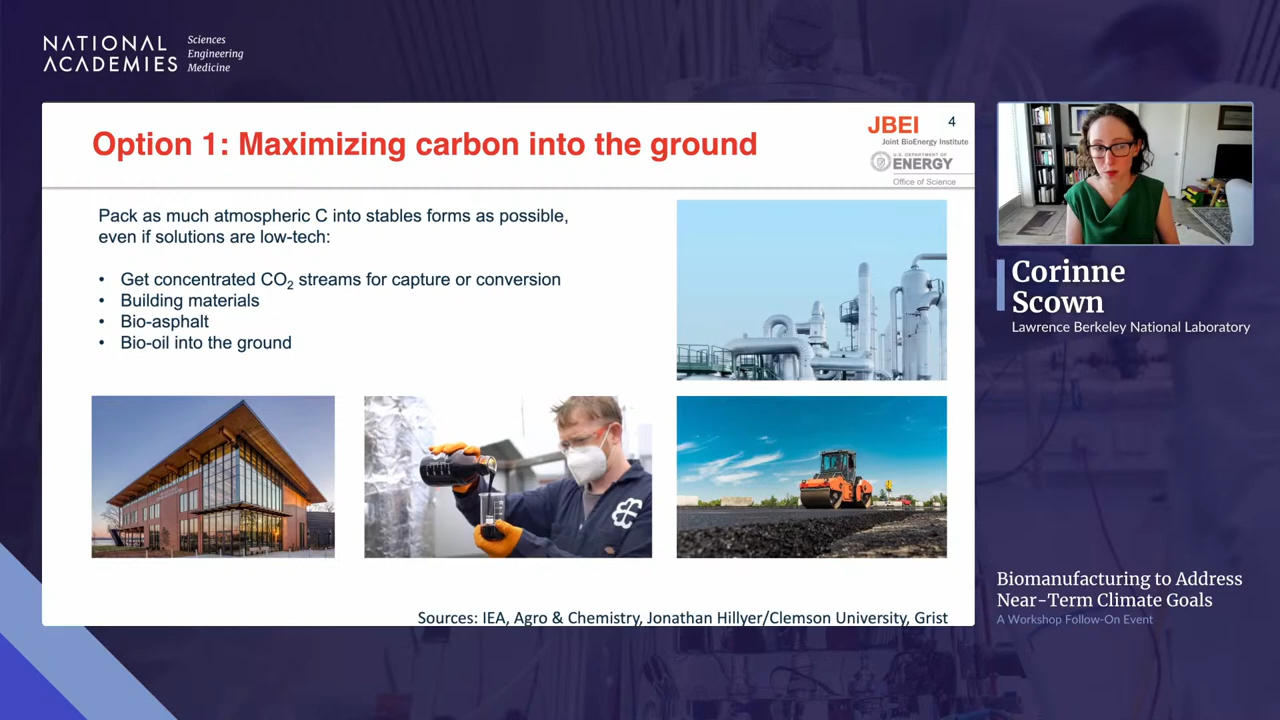 NATIONAL
ACADEMIES
Sciences
Engineering
Medicine
Option 1: Maximizing carbon into the ground
JBEI
4
Joint BioEnergy Institute
U.S. DEPARTMENT OF
ENERGY
Office of Science
Pack as much atmospheric C into stables forms as possible,
even if solutions are low-tech:
• Get concentrated CO2 streams for capture or conversion
• Building materials
• Bio-asphalt
• Bio-oil into the ground
Sources: IEA, Agro & Chemistry, Jonathan Hillyer/Clemson University, Grist
Corinne
Scown
Lawrence Berkeley National Laboratory
Biomanufacturing to Address
Near-Term Climate Goals
A Workshop Follow-On Event